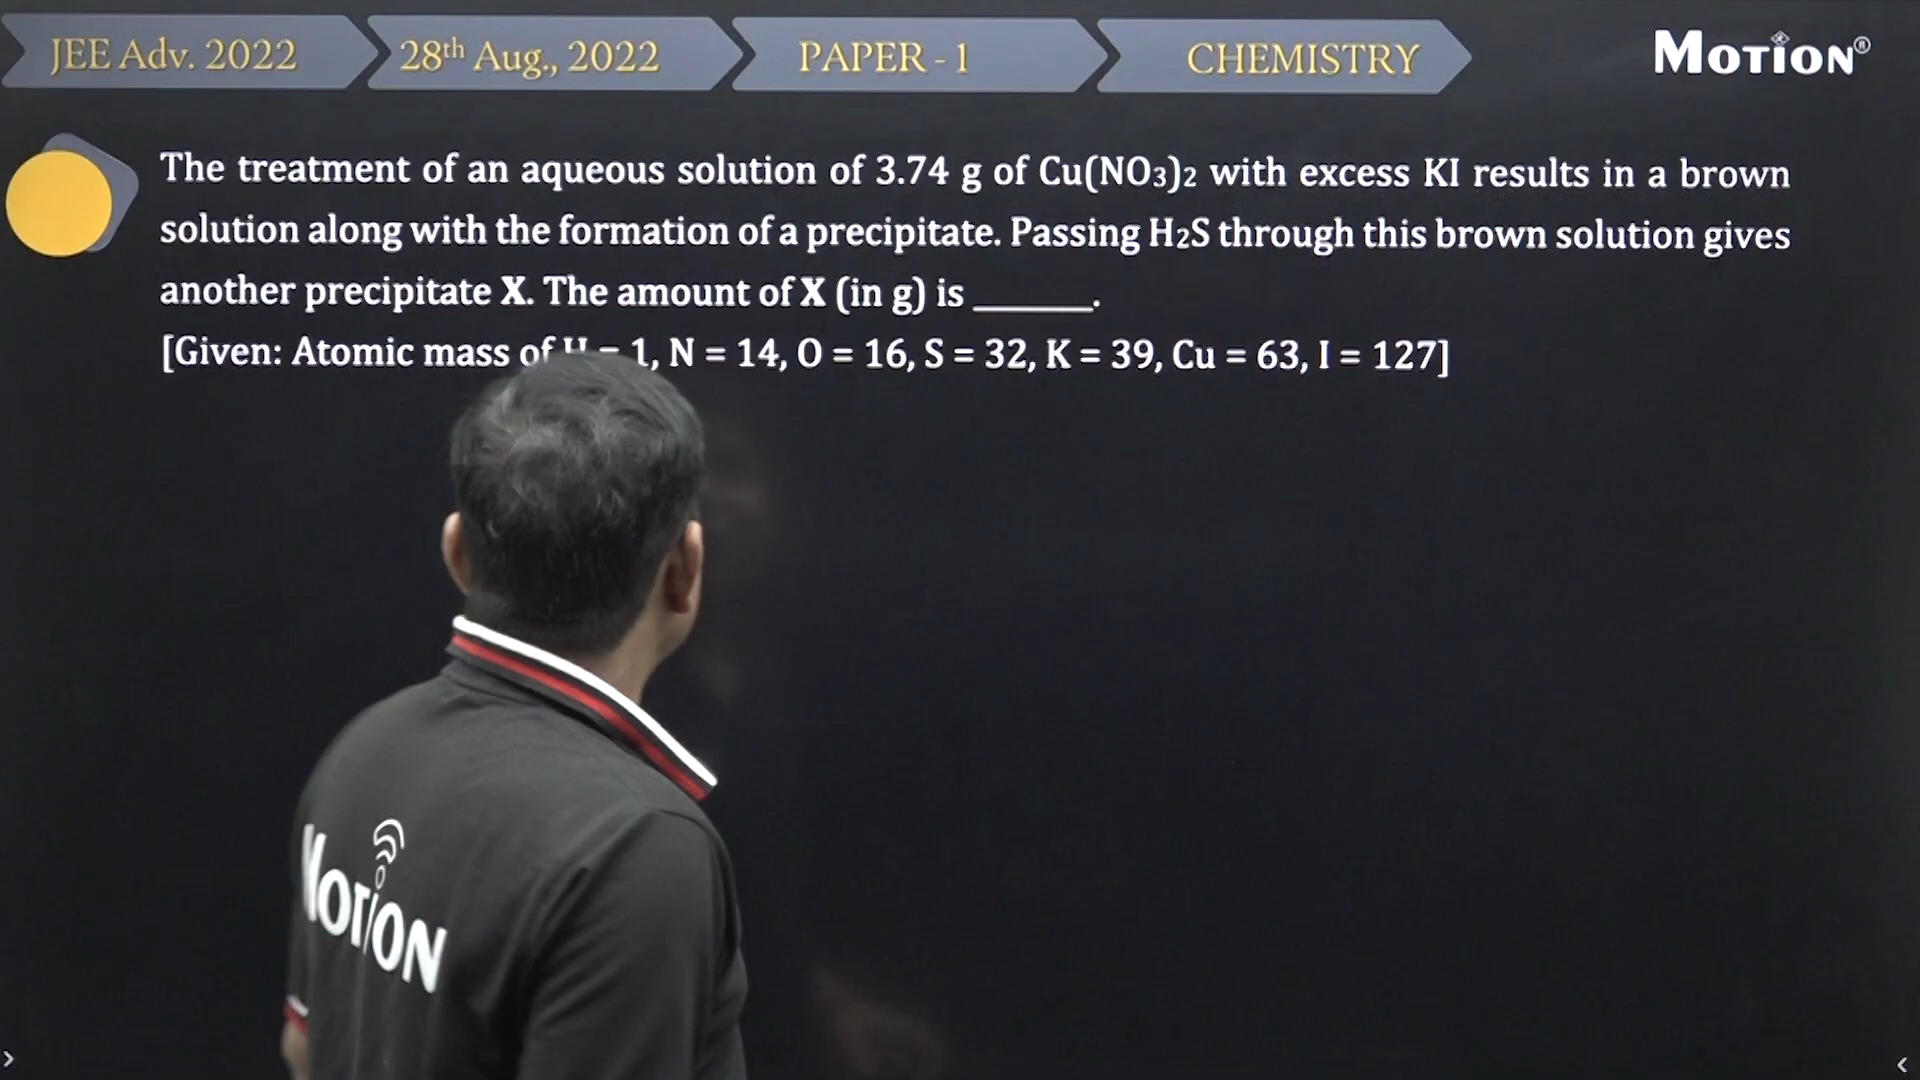 JEE Adv. 2022
28th Aug., 2022
PAPER - 1
CHEMISTRY
MOTION®
The treatment of an aqueous solution of 3.74 g of Cu(NO3)2 with excess KI results in a brown
solution along with the formation of a precipitate. Passing H2S through this brown solution gives
another precipitate X. The amount of X (in g) is ______.
[Given: Atomic mass of H = 1, N = 14, O = 16, S = 32, K = 39, Cu = 63, I = 127]
MOTION